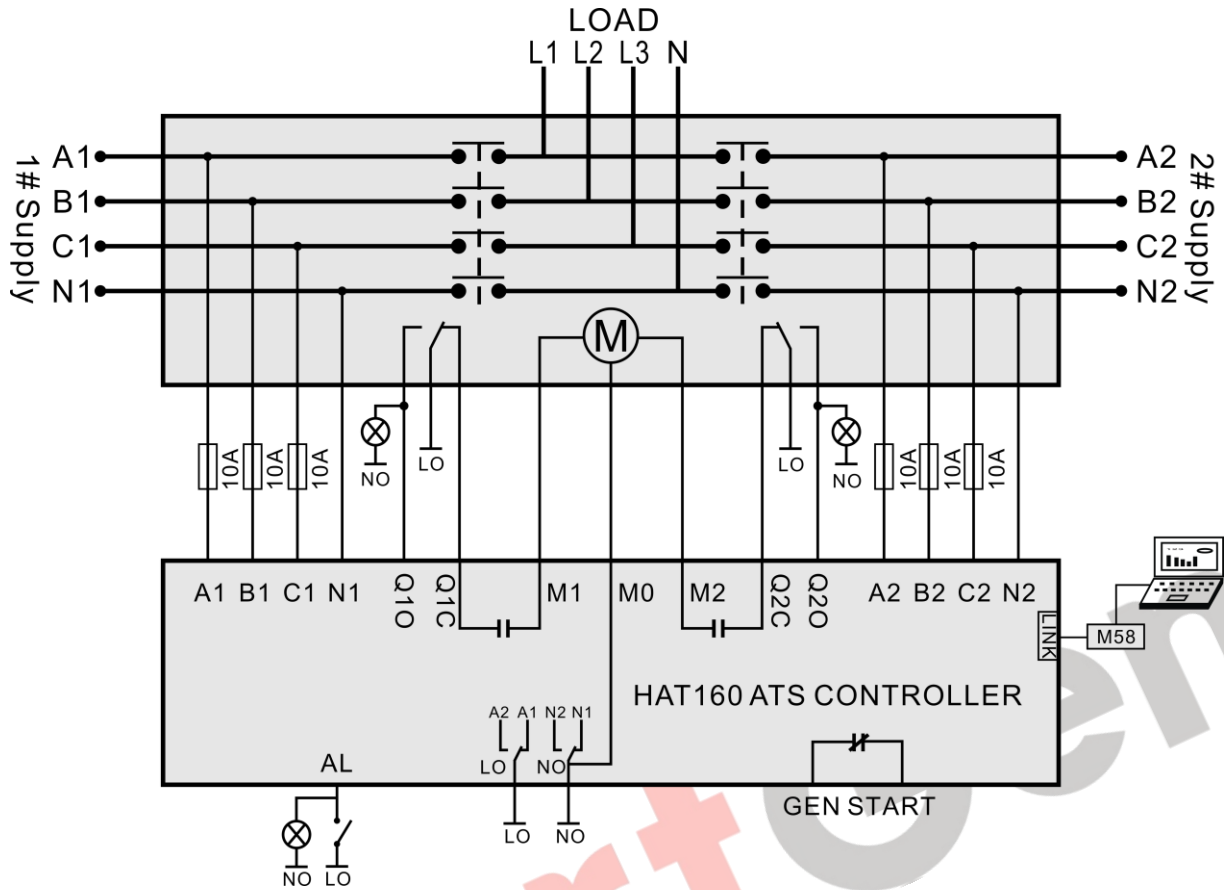 LOAD
L1 L2 L3 N
1# Supply
A1
B1
C1
N1
2# Supply
A2
B2
C2
N2
M
10A 10A 10A
NO LO
LO NO
10A 10A 10A
A1 B1 C1 N1 Q1O Q1C M1 M0 M2 Q2C Q2O A2 B2 C2 N2
LINK
M58
HAT160 ATS CONTROLLER
A2 A1 N2 N1
LO NO
AL
GEN START
LO NO
NO LO